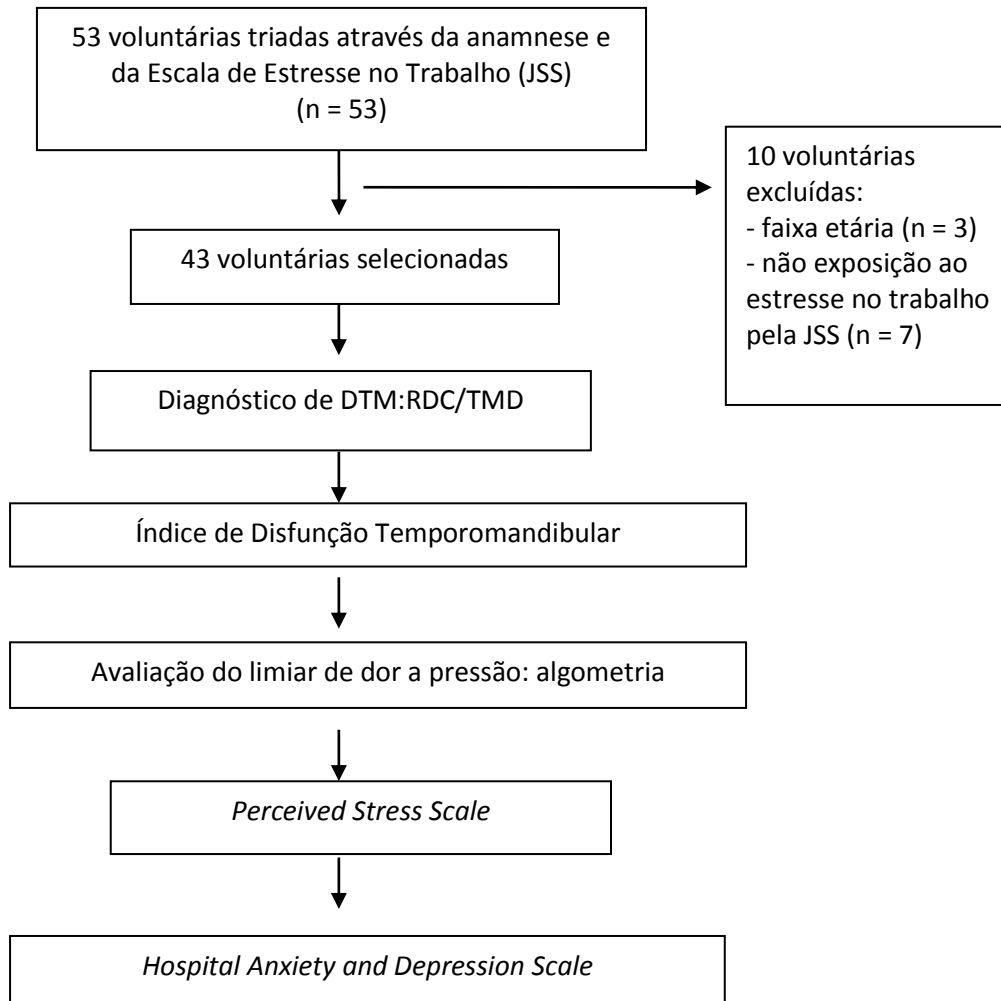 53 voluntárias triadas através da anamnese e
da Escala de Estresse no Trabalho (JSS)
(n = 53)
10 voluntárias
excluídas:
- faixa etária (n = 3)
- não exposição ao
estresse no trabalho
pela JSS (n = 7)
43 voluntárias selecionadas
Diagnóstico de DTM:RDC/TMD
Índice de Disfunção Temporomandibular
Avaliação do limiar de dor a pressão: algometria
Perceived Stress Scale
Hospital Anxiety and Depression Scale